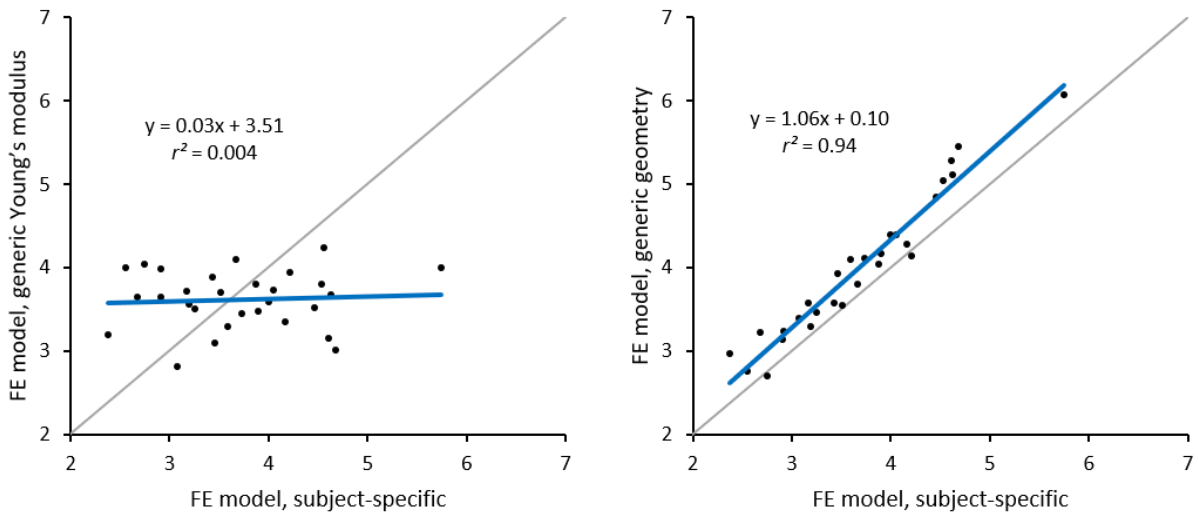 FE model, generic Young's modulus
7
6
5
4
3
2
y = 0.03x + 3.51
r² = 0.004
2 3 4 5 6 7
FE model, subject-specific
FE model, generic geometry
7
6
5
4
3
2
y = 1.06x + 0.10
r² = 0.94
2 3 4 5 6 7
FE model, subject-specific